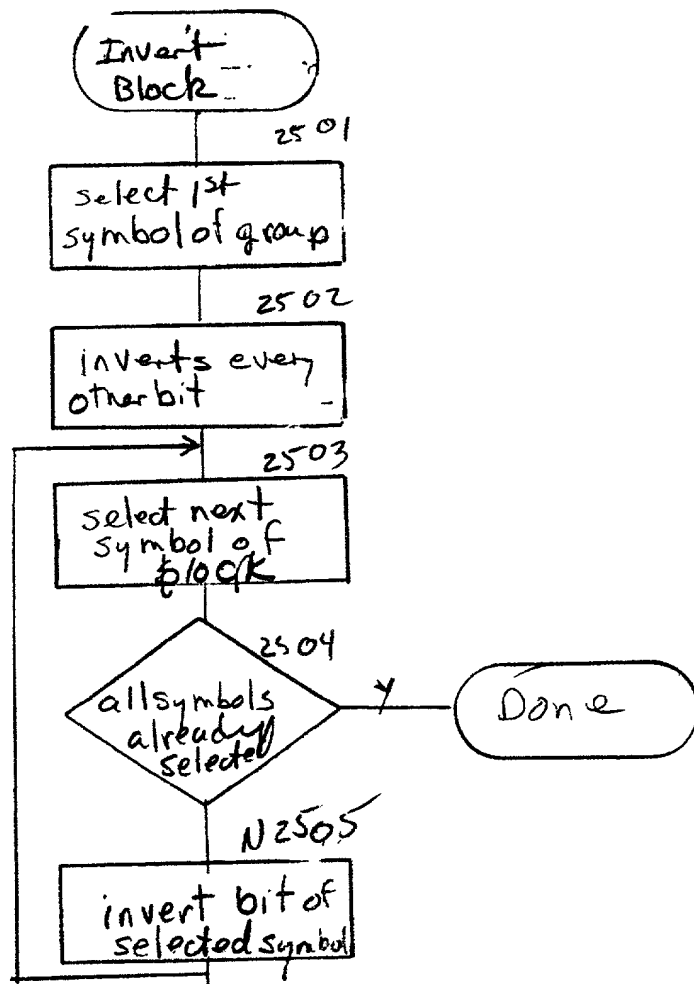 Invert
Block
2501
select 1st
symbol of group
2502
inverts every
other bit
2503
select next
symbol of
block
2504
all symbols
already
selected
Y
Done
N 2505
invert bit of
selected symbol